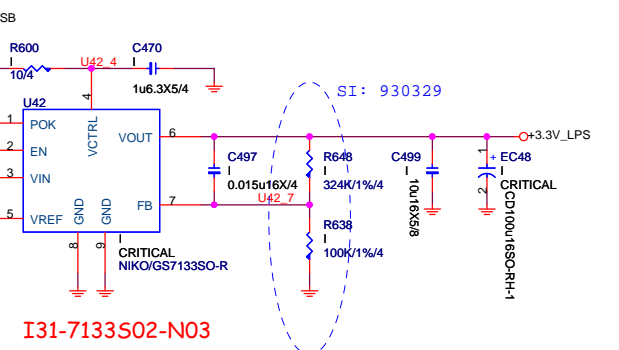 SB
R600
10/4
U42_4
C470
1u6.3X5/4
SI: 930329
U42
4
1
POK
VCTRL
VOUT
6
+3.3V_LPS
2
EN
3
VIN
C497
0.015u16X/4
R648
324K/1%/4
C499
10u16X5/8
1
+
EC48
2
CRITICAL
CD100u16SO-RH-1
U42_7
5
VREF
GND
GND
FB
7
R638
100K/1%/4
8
9
CRITICAL
NIKO/GS7133SO-R
I31-7133S02-N03